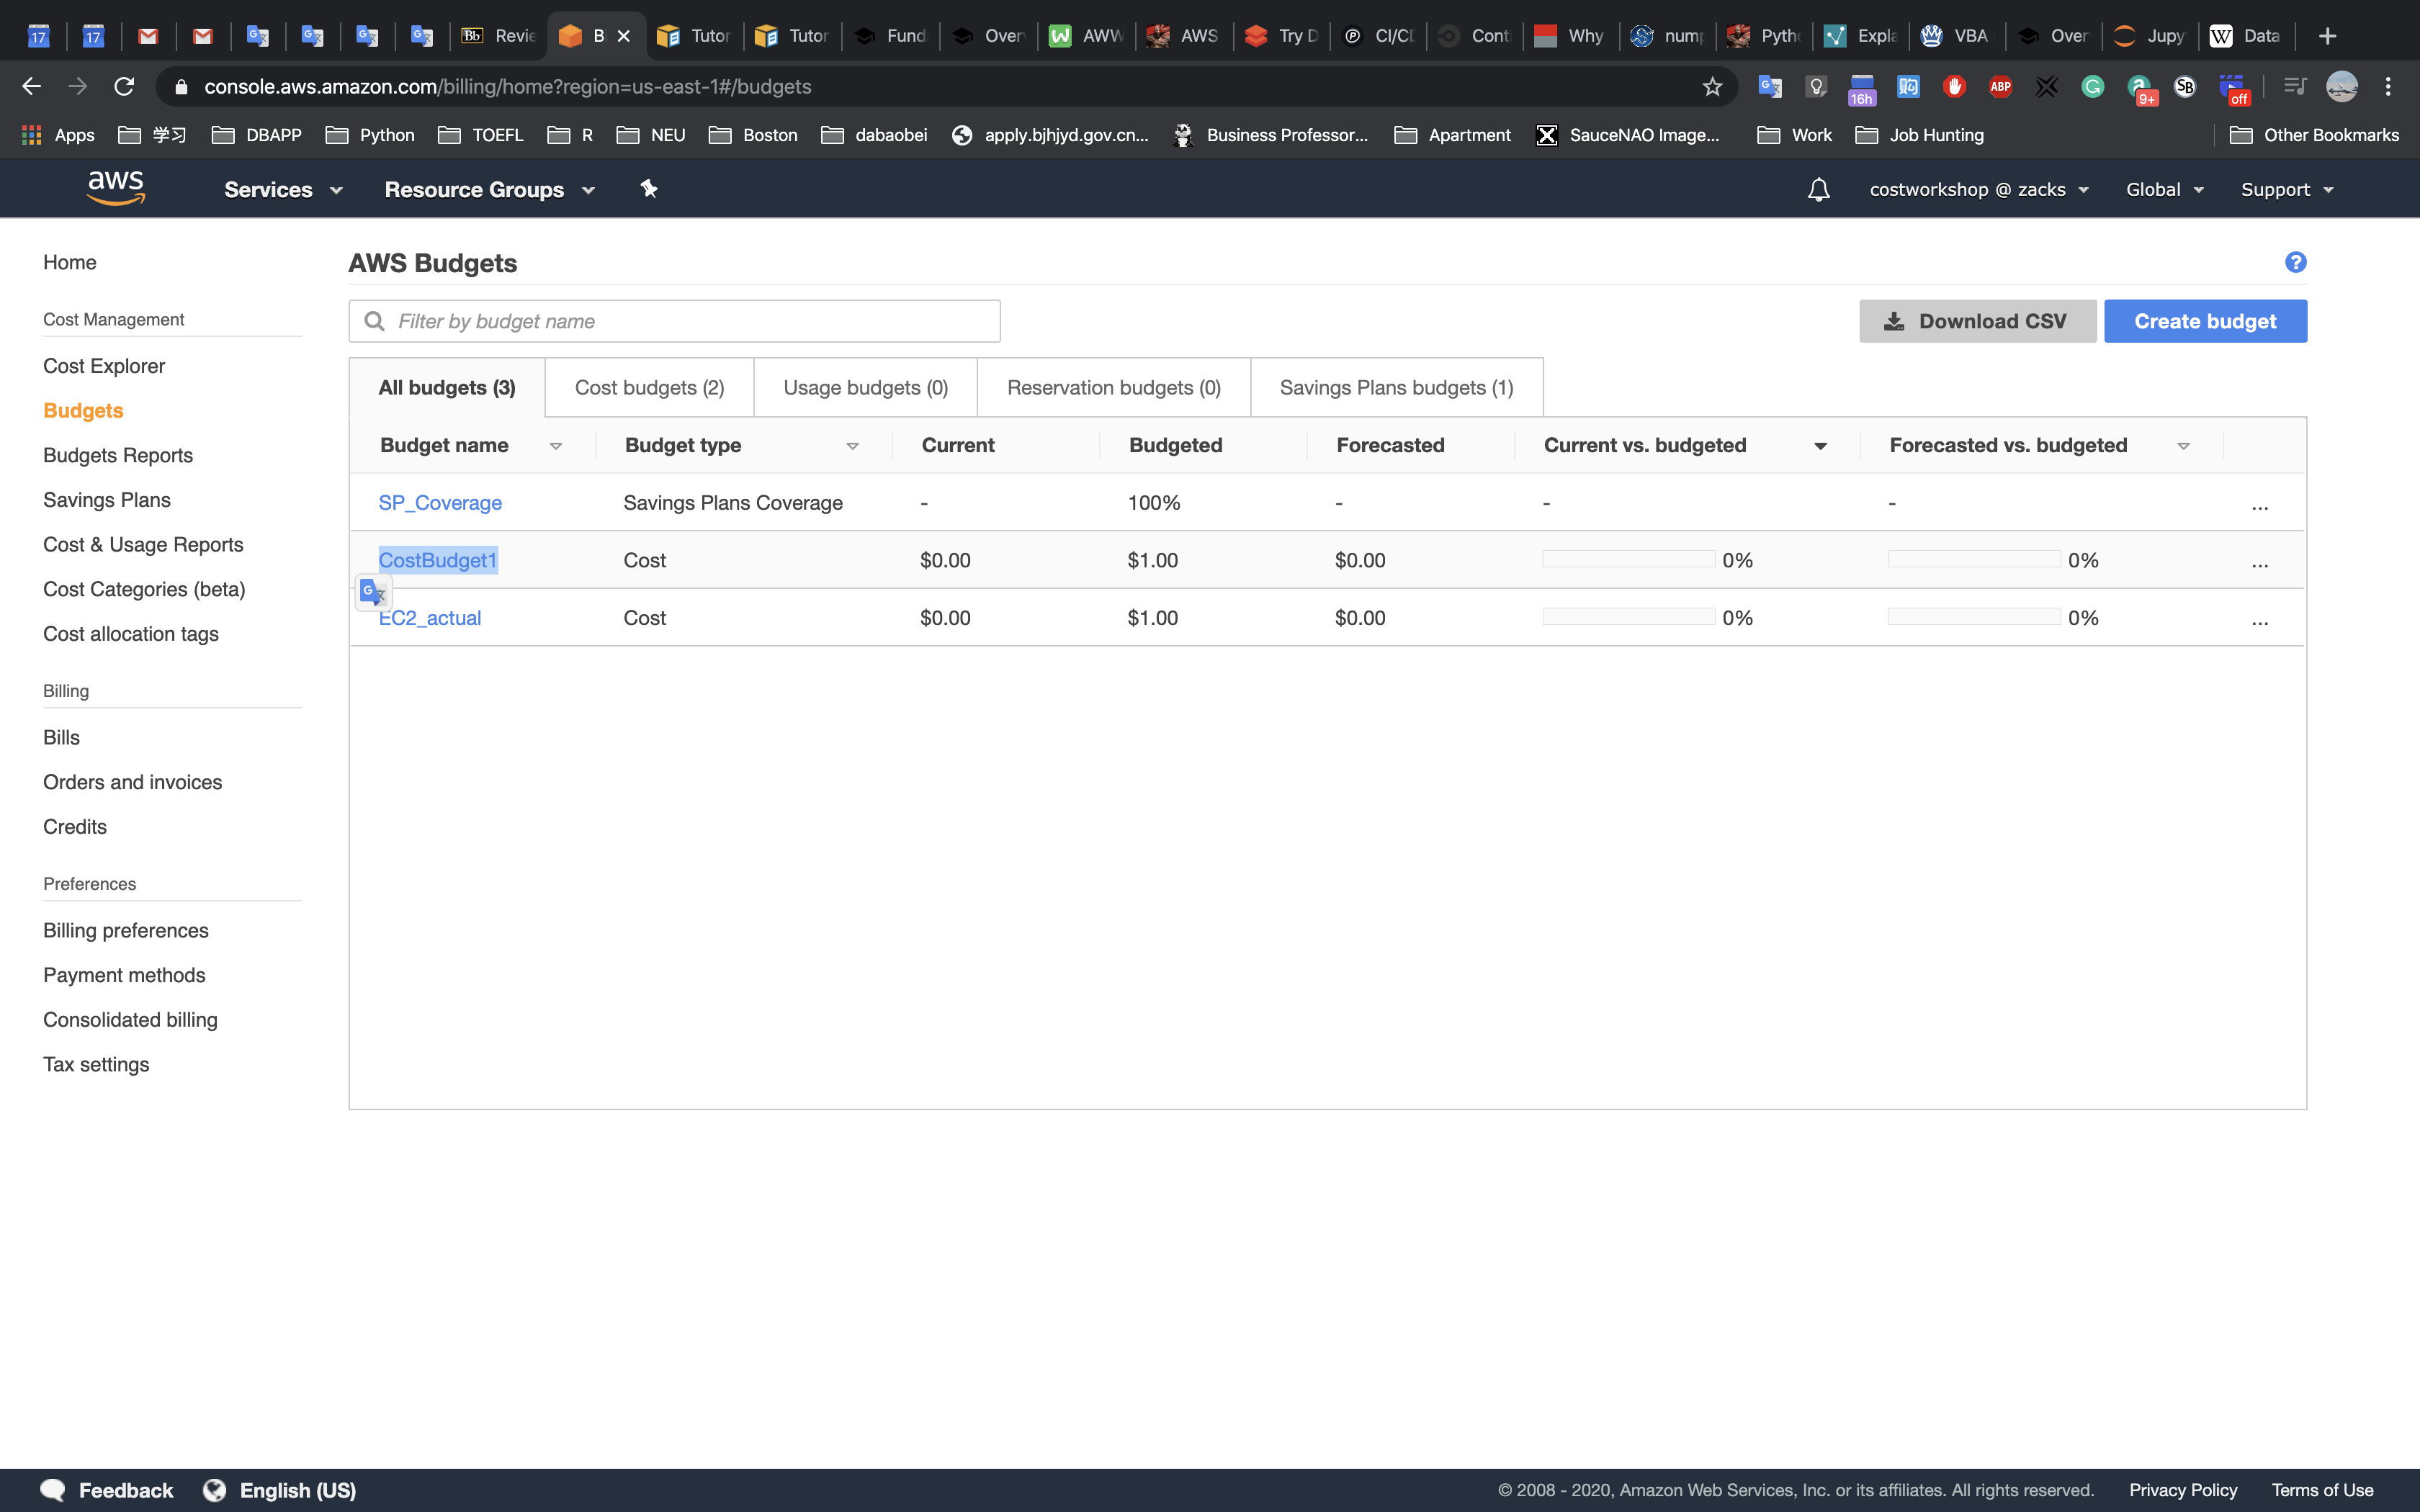 17 17 Bb Revie B Tutor Tutor Fund Over AWW AWS Try D CI/CD Cont Why nump Pytho Expla VBA Over Jupy Data
console.aws.amazon.com/billing/home?region=us-east-1#/budgets 16h ABP 9+ SB off
Apps 学习 DBAPP Python TOEFL R NEU Boston dabaobei apply.bjhjyd.gov.cn... Business Professor... Apartment SauceNAO Image... Work Job Hunting Other Bookmarks
aws Services Resource Groups costworkshop @ zacks Global Support
Home
Cost Management
Cost Explorer
Budgets
Budgets Reports
Savings Plans
Cost & Usage Reports
Cost Categories (beta)
Cost allocation tags
Billing
Bills
Orders and invoices
Credits
Preferences
Billing preferences
Payment methods
Consolidated billing
Tax settings
AWS Budgets ?
Filter by budget name Download CSV Create budget
All budgets (3) Cost budgets (2) Usage budgets (0) Reservation budgets (0) Savings Plans budgets (1)
Budget name Budget type Current Budgeted Forecasted Current vs. budgeted Forecasted vs. budgeted
SP_Coverage Savings Plans Coverage - 100% - - - ...
CostBudget1 Cost $0.00 $1.00 $0.00 0% 0% ...
EC2_actual Cost $0.00 $1.00 $0.00 0% 0% ...
Feedback English (US) © 2008 - 2020, Amazon Web Services, Inc. or its affiliates. All rights reserved. Privacy Policy Terms of Use